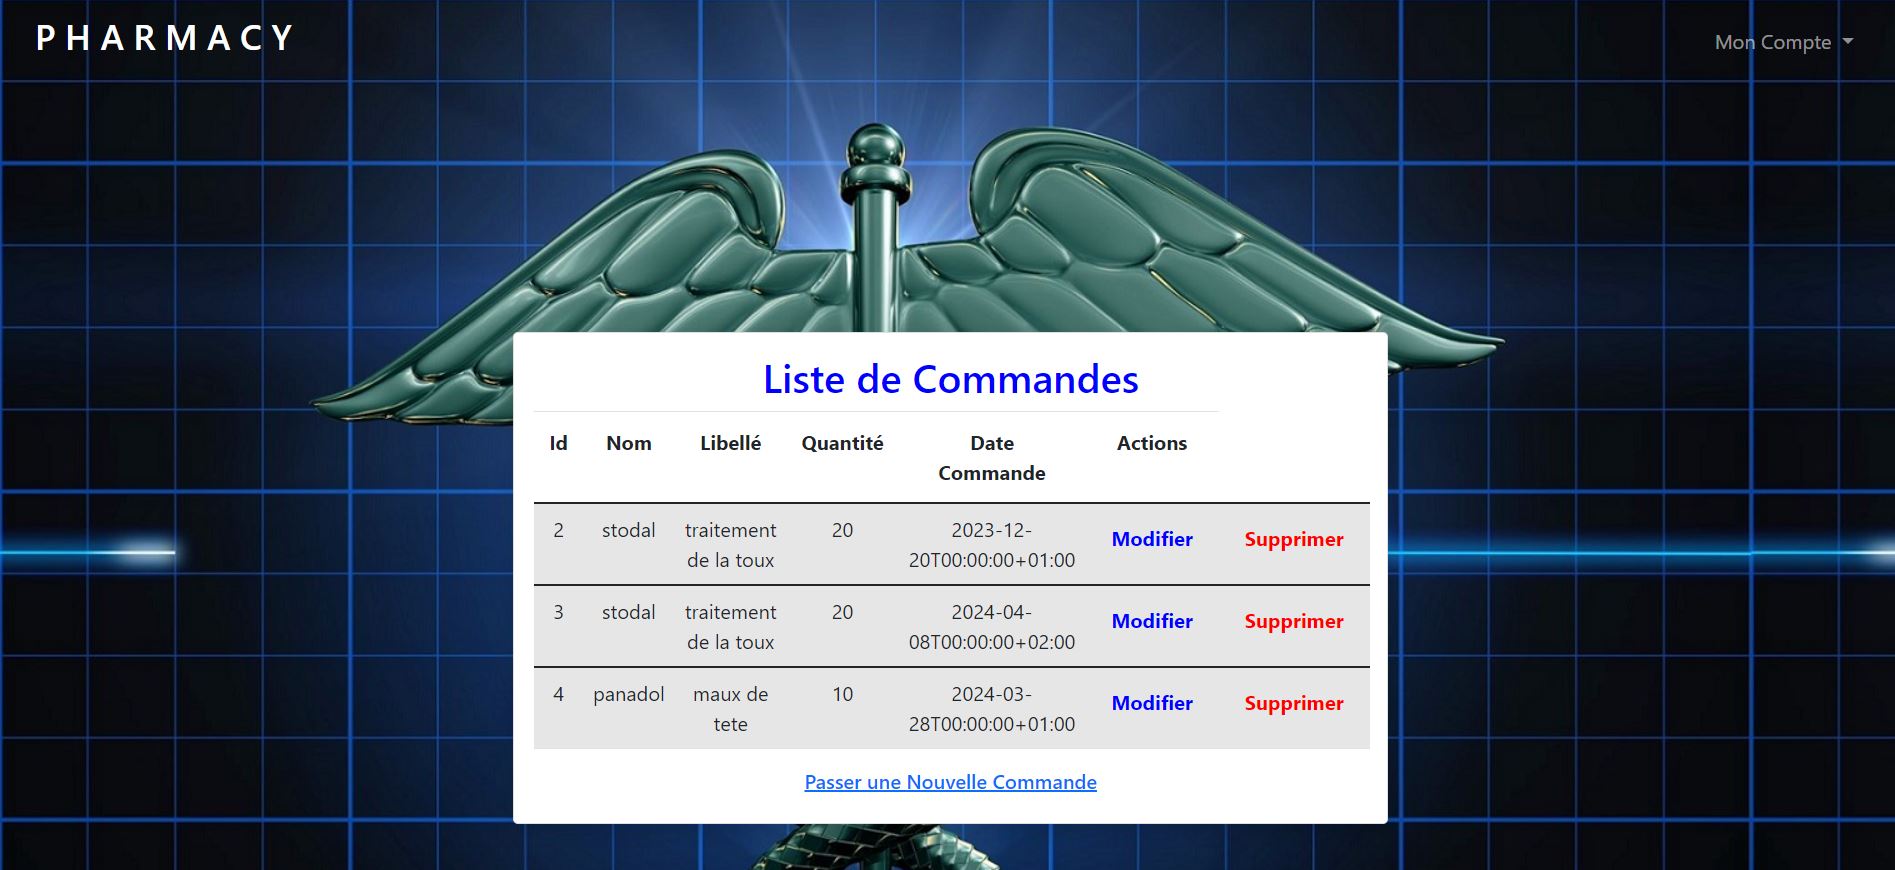 PHARMACY
Mon Compte
Liste de Commandes
Id Nom Libellé Quantité Date Commande Actions
2 stodal traitement de la toux 20 2023-12-20T00:00:00+01:00 Modifier Supprimer
3 stodal traitement de la toux 20 2024-04-08T00:00:00+02:00 Modifier Supprimer
4 panadol maux de tete 10 2024-03-28T00:00:00+01:00 Modifier Supprimer
Passer une Nouvelle Commande